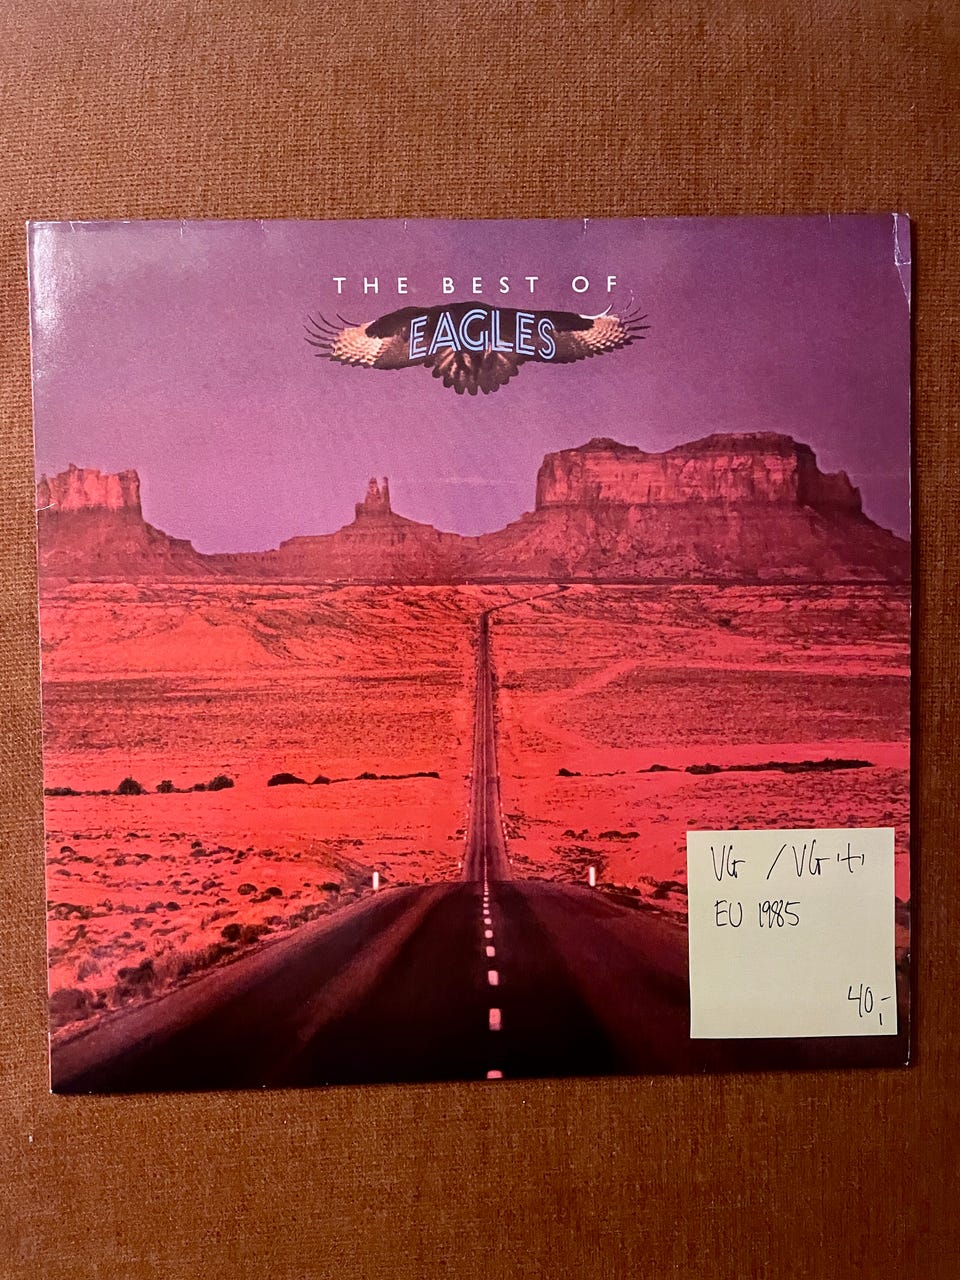 THE BEST OF
EAGLES
VG /VG '+'
EU 1985
40,-